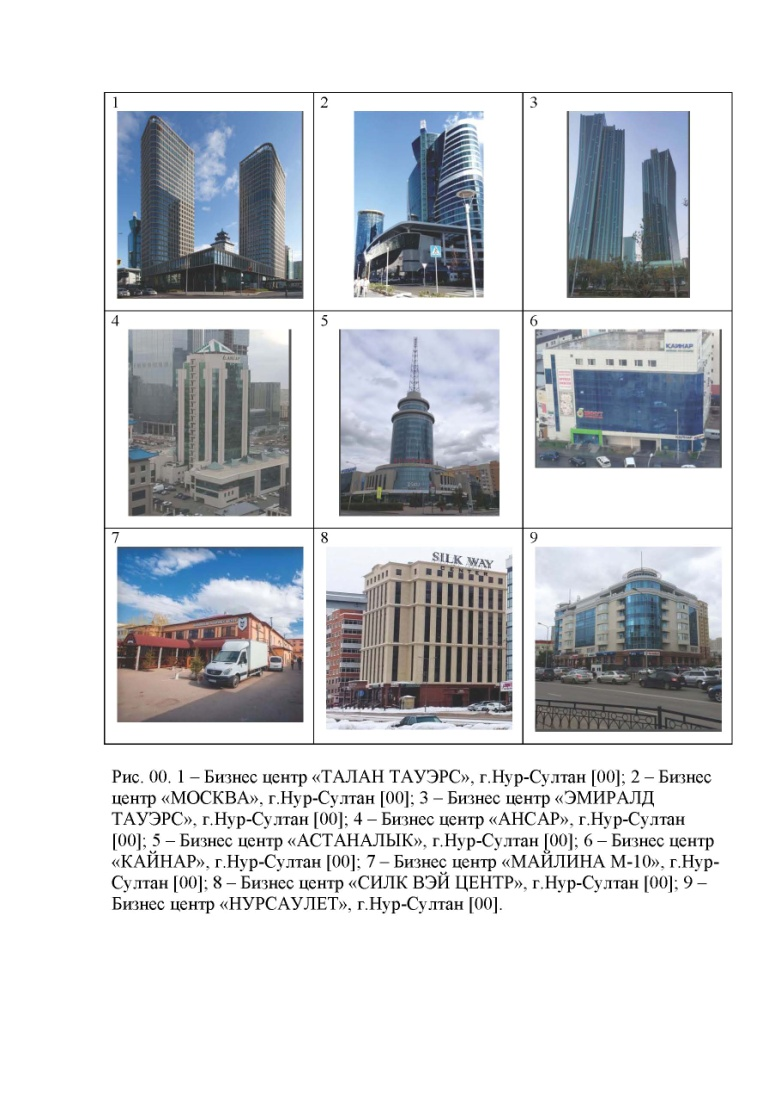 1
2
3
4
5
6
КАЙНАР
7
8
SILK WAY
CENTER
9
Рис. 00. 1 – Бизнес центр «ТАЛАН ТАУЭРС», г.Нур-Султан [00]; 2 – Бизнес
центр «МОСКВА», г.Нур-Султан [00]; 3 – Бизнес центр «ЭМИРАЛД
ТАУЭРС», г.Нур-Султан [00]; 4 – Бизнес центр «АНСАР», г.Нур-Султан
[00]; 5 – Бизнес центр «АСТАНАЛЫК», г.Нур-Султан [00]; 6 – Бизнес центр
«КАЙНАР», г.Нур-Султан [00]; 7 – Бизнес центр «МАЙЛИНА М-10», г.Нур-
Султан [00]; 8 – Бизнес центр «СИЛК ВЭЙ ЦЕНТР», г.Нур-Султан [00]; 9 –
Бизнес центр «НУРСАУЛЕТ», г.Нур-Султан [00].